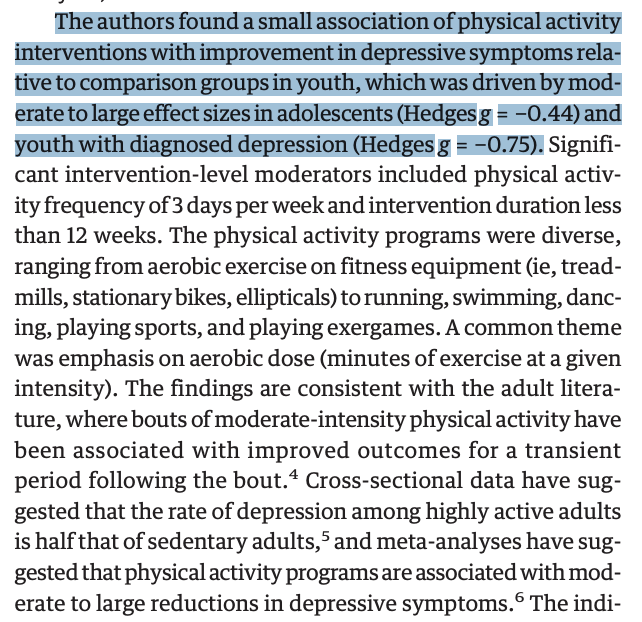 The authors found a small association of physical activity
interventions with improvement in depressive symptoms rela-
tive to comparison groups in youth, which was driven by mod-
erate to large effect sizes in adolescents (Hedges g = −0.44) and
youth with diagnosed depression (Hedges g = −0.75). Signifi-
cant intervention-level moderators included physical activ-
ity frequency of 3 days per week and intervention duration less
than 12 weeks. The physical activity programs were diverse,
ranging from aerobic exercise on fitness equipment (ie, tread-
mills, stationary bikes, ellipticals) to running, swimming, danc-
ing, playing sports, and playing exergames. A common theme
was emphasis on aerobic dose (minutes of exercise at a given
intensity). The findings are consistent with the adult litera-
ture, where bouts of moderate-intensity physical activity have
been associated with improved outcomes for a transient
period following the bout.⁴ Cross-sectional data have sug-
gested that the rate of depression among highly active adults
is half that of sedentary adults,⁵ and meta-analyses have sug-
gested that physical activity programs are associated with mod-
erate to large reductions in depressive symptoms.⁶ The indi-